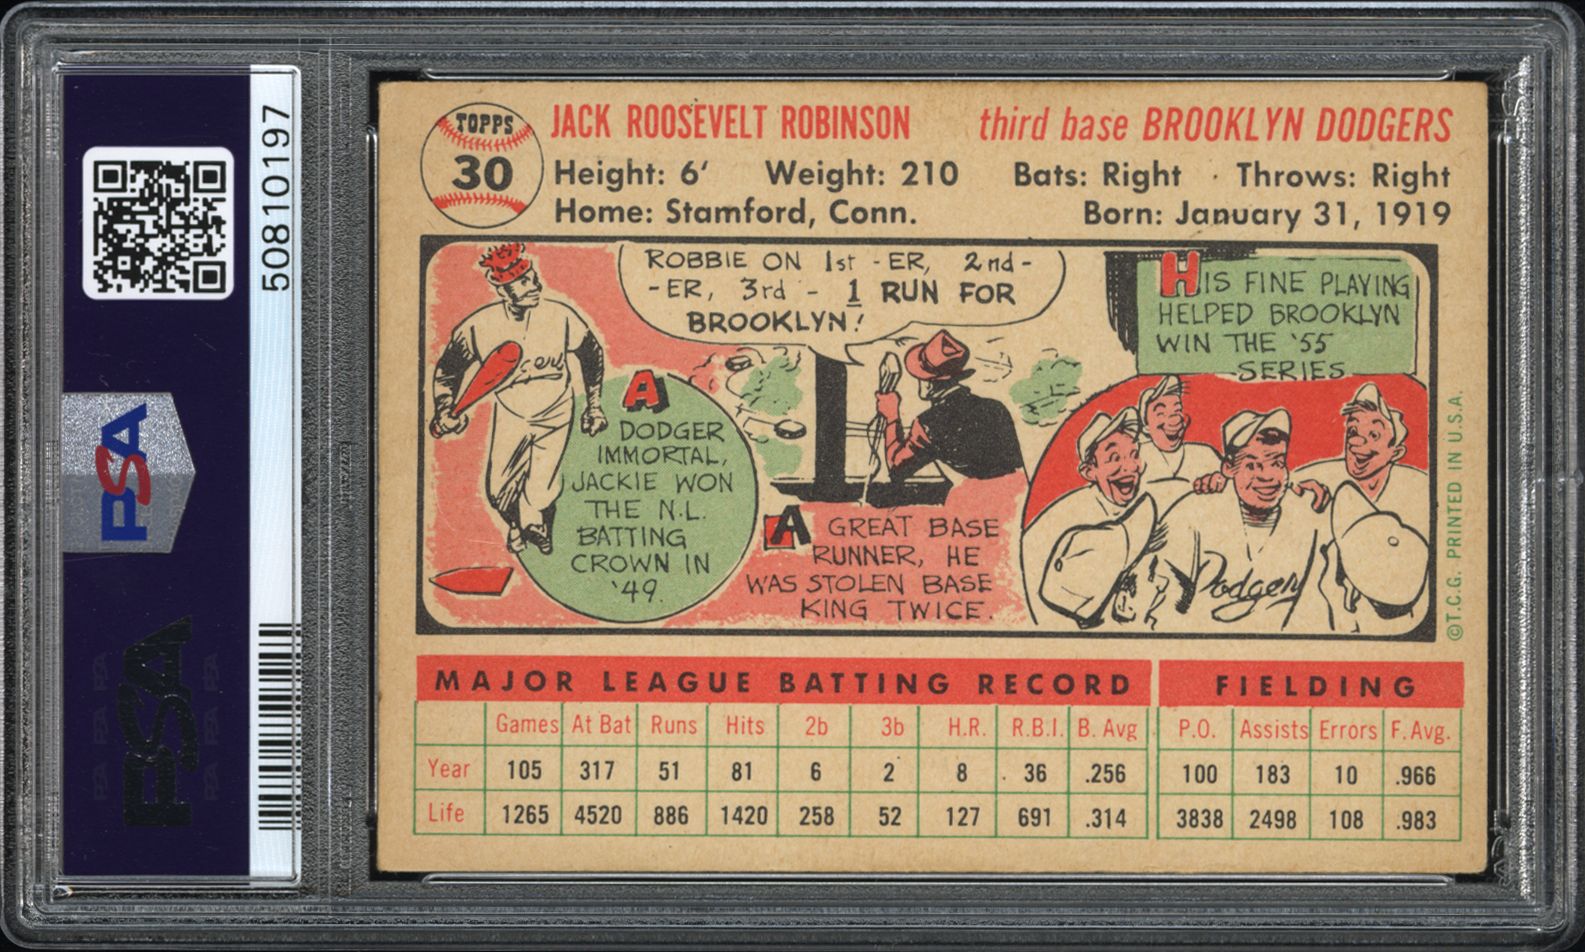 50810197
PSA
PSA
TOPPS
30
JACK ROOSEVELT ROBINSON third base BROOKLYN DODGERS
Height: 6' Weight: 210 Bats: Right · Throws: Right
Home: Stamford, Conn. Born: January 31, 1919
ROBBIE ON 1st -ER, 2nd-
-ER, 3rd - 1 RUN FOR
BROOKLYN!
HIS FINE PLAYING
HELPED BROOKLYN
WIN THE '55
SERIES
A
DODGER
IMMORTAL,
JACKIE WON
THE N.L.
BATTING
CROWN IN
'49.
A GREAT BASE
RUNNER, HE
WAS STOLEN BASE
KING TWICE.
Dodgers
©T.C.G. PRINTED IN U.S.A.
MAJOR LEAGUE BATTING RECORD FIELDING
Games At Bat Runs Hits 2b 3b H.R. R.B.I. B. Avg P.O. Assists Errors F. Avg.
Year 105 317 51 81 6 2 8 36 .256 100 183 10 .966
Life 1265 4520 886 1420 258 52 127 691 .314 3838 2498 108 .983